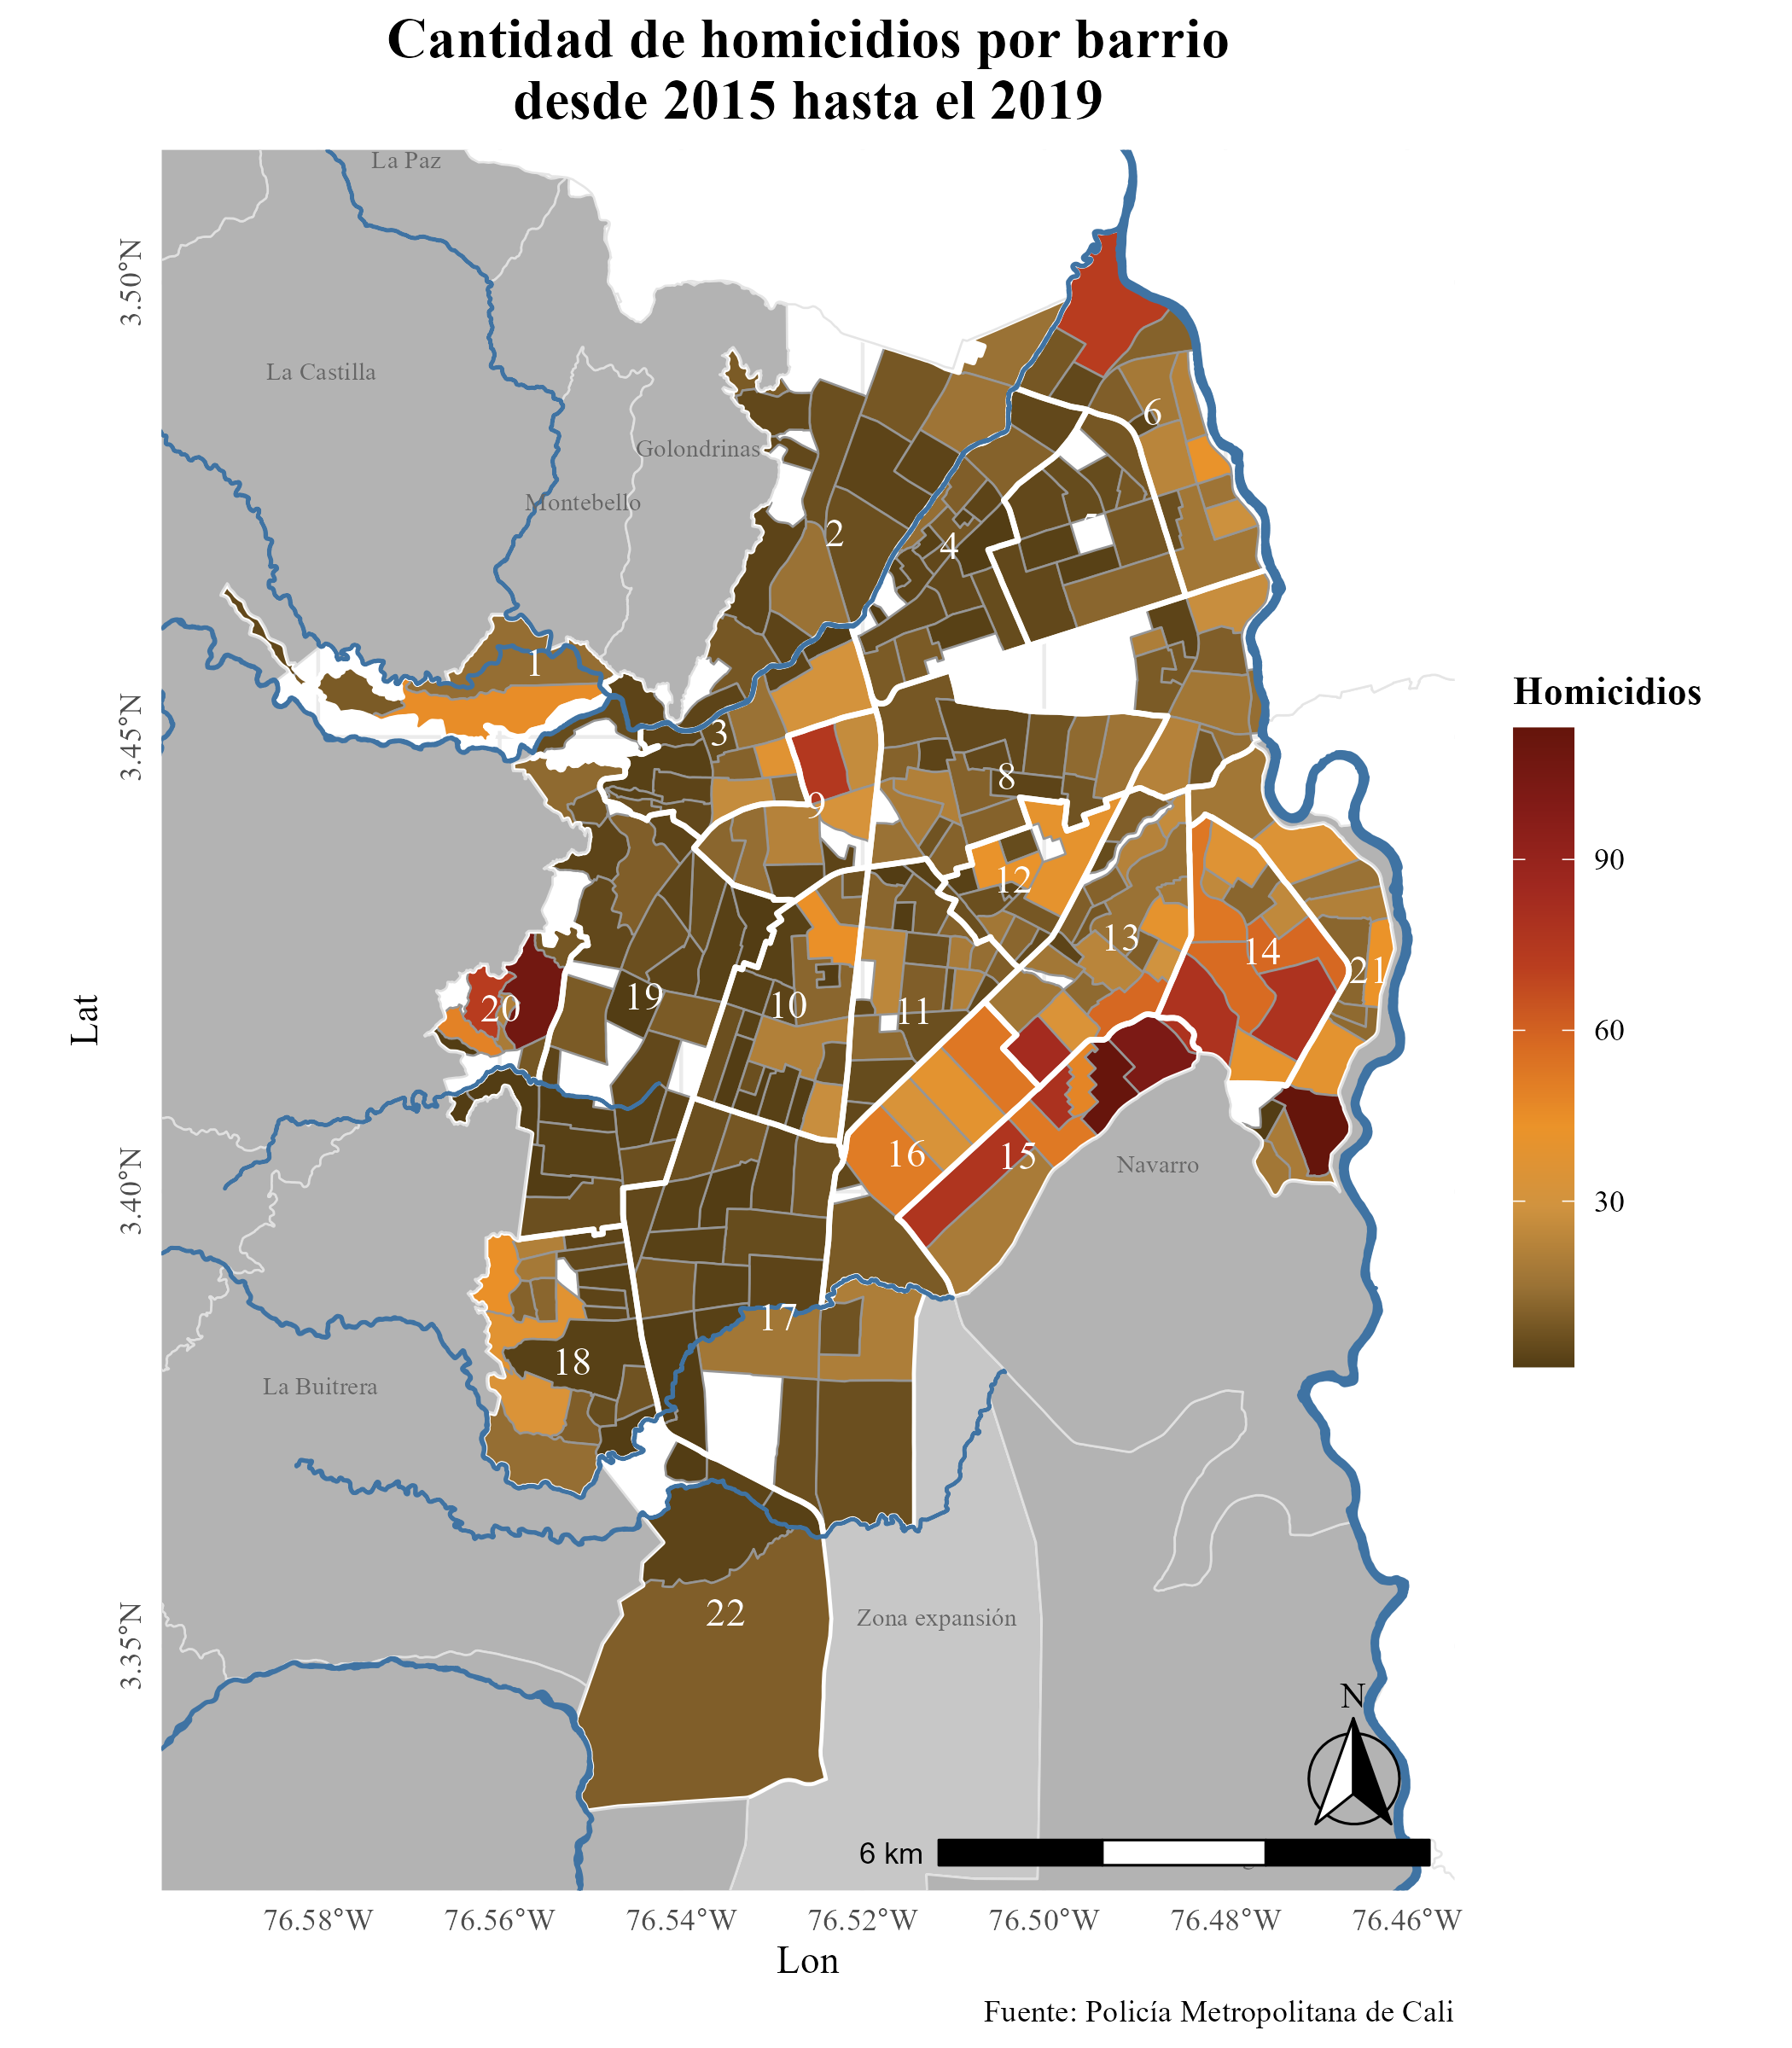 Cantidad de homicidios por barrio
desde 2015 hasta el 2019
La Paz
3.50°N
La Castilla
6
Golondrinas
Montebello
2
4
1
Homicidios
3.45°N
3
8
9
90
12
13
14
21
20
19
10
11
Lat
60
16
15
Navarro
3.40°N
30
17
18
La Buitrera
22
Zona expansión
3.35°N
N
6 km
76.58°W 76.56°W 76.54°W 76.52°W 76.50°W 76.48°W 76.46°W
Lon
Fuente: Policía Metropolitana de Cali